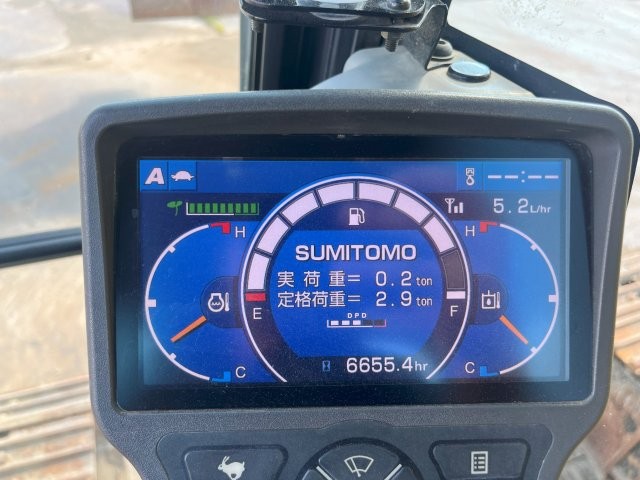 A
--:--
5.2L/hr
H
H
SUMITOMO
実荷重= 0.2ton
定格荷重= 2.9ton
E
F
DPD
C
6655.4hr
C